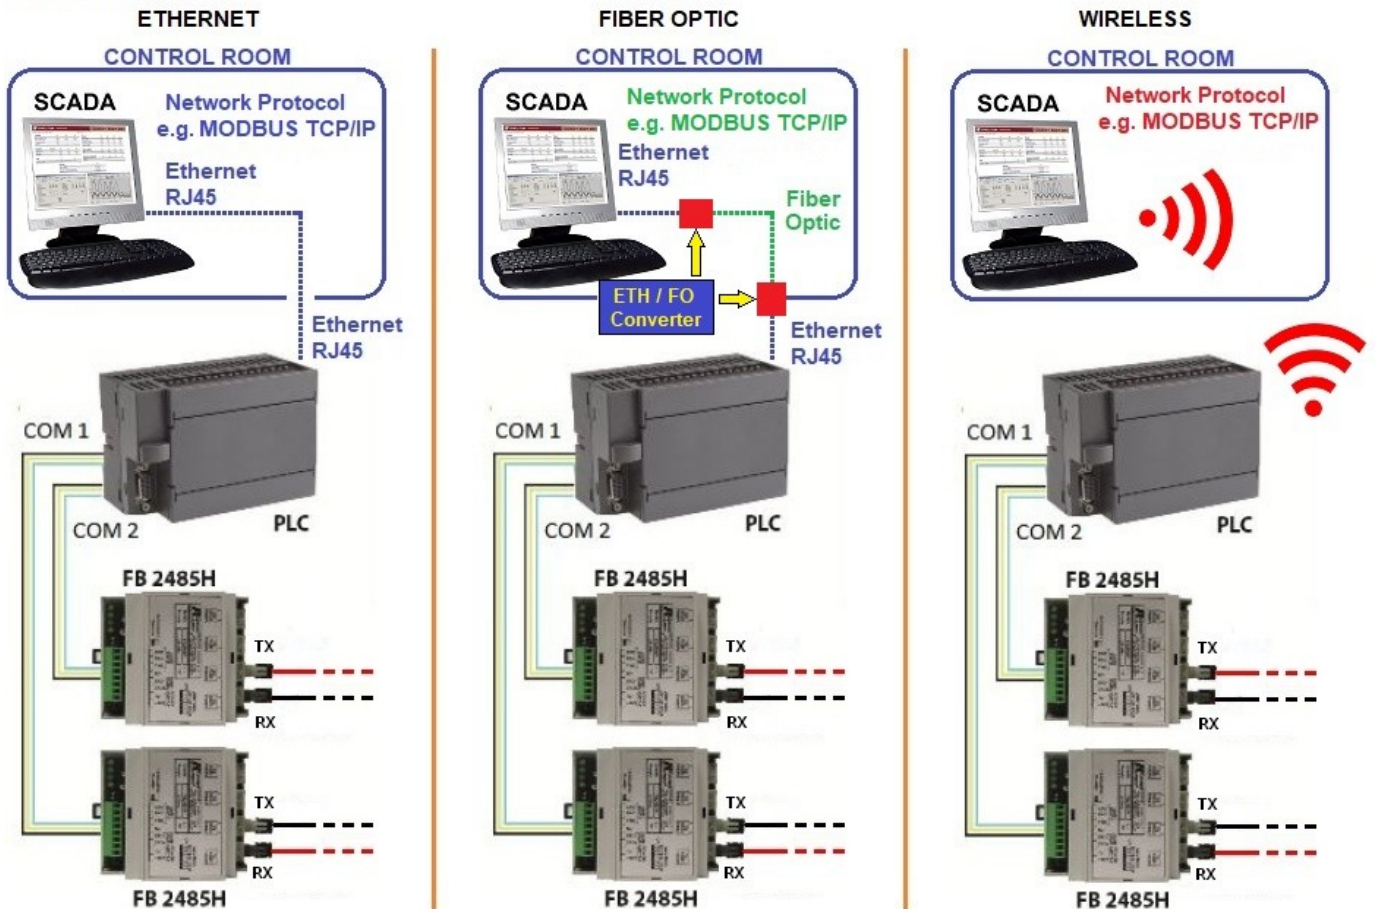 ETHERNET
CONTROL ROOM
SCADA
Network Protocol
e.g. MODBUS TCP/IP
Ethernet
RJ45
Ethernet
RJ45
COM 1
COM 2
PLC
FB 2485H
TX
RX
TX
RX
FB 2485H
FIBER OPTIC
CONTROL ROOM
SCADA
Network Protocol
e.g. MODBUS TCP/IP
Ethernet
RJ45
Fiber
Optic
ETH / FO
Converter
Ethernet
RJ45
COM 1
COM 2
PLC
FB 2485H
TX
RX
TX
RX
FB 2485H
WIRELESS
CONTROL ROOM
SCADA
Network Protocol
e.g. MODBUS TCP/IP
COM 1
COM 2
PLC
FB 2485H
TX
RX
TX
RX
FB 2485H